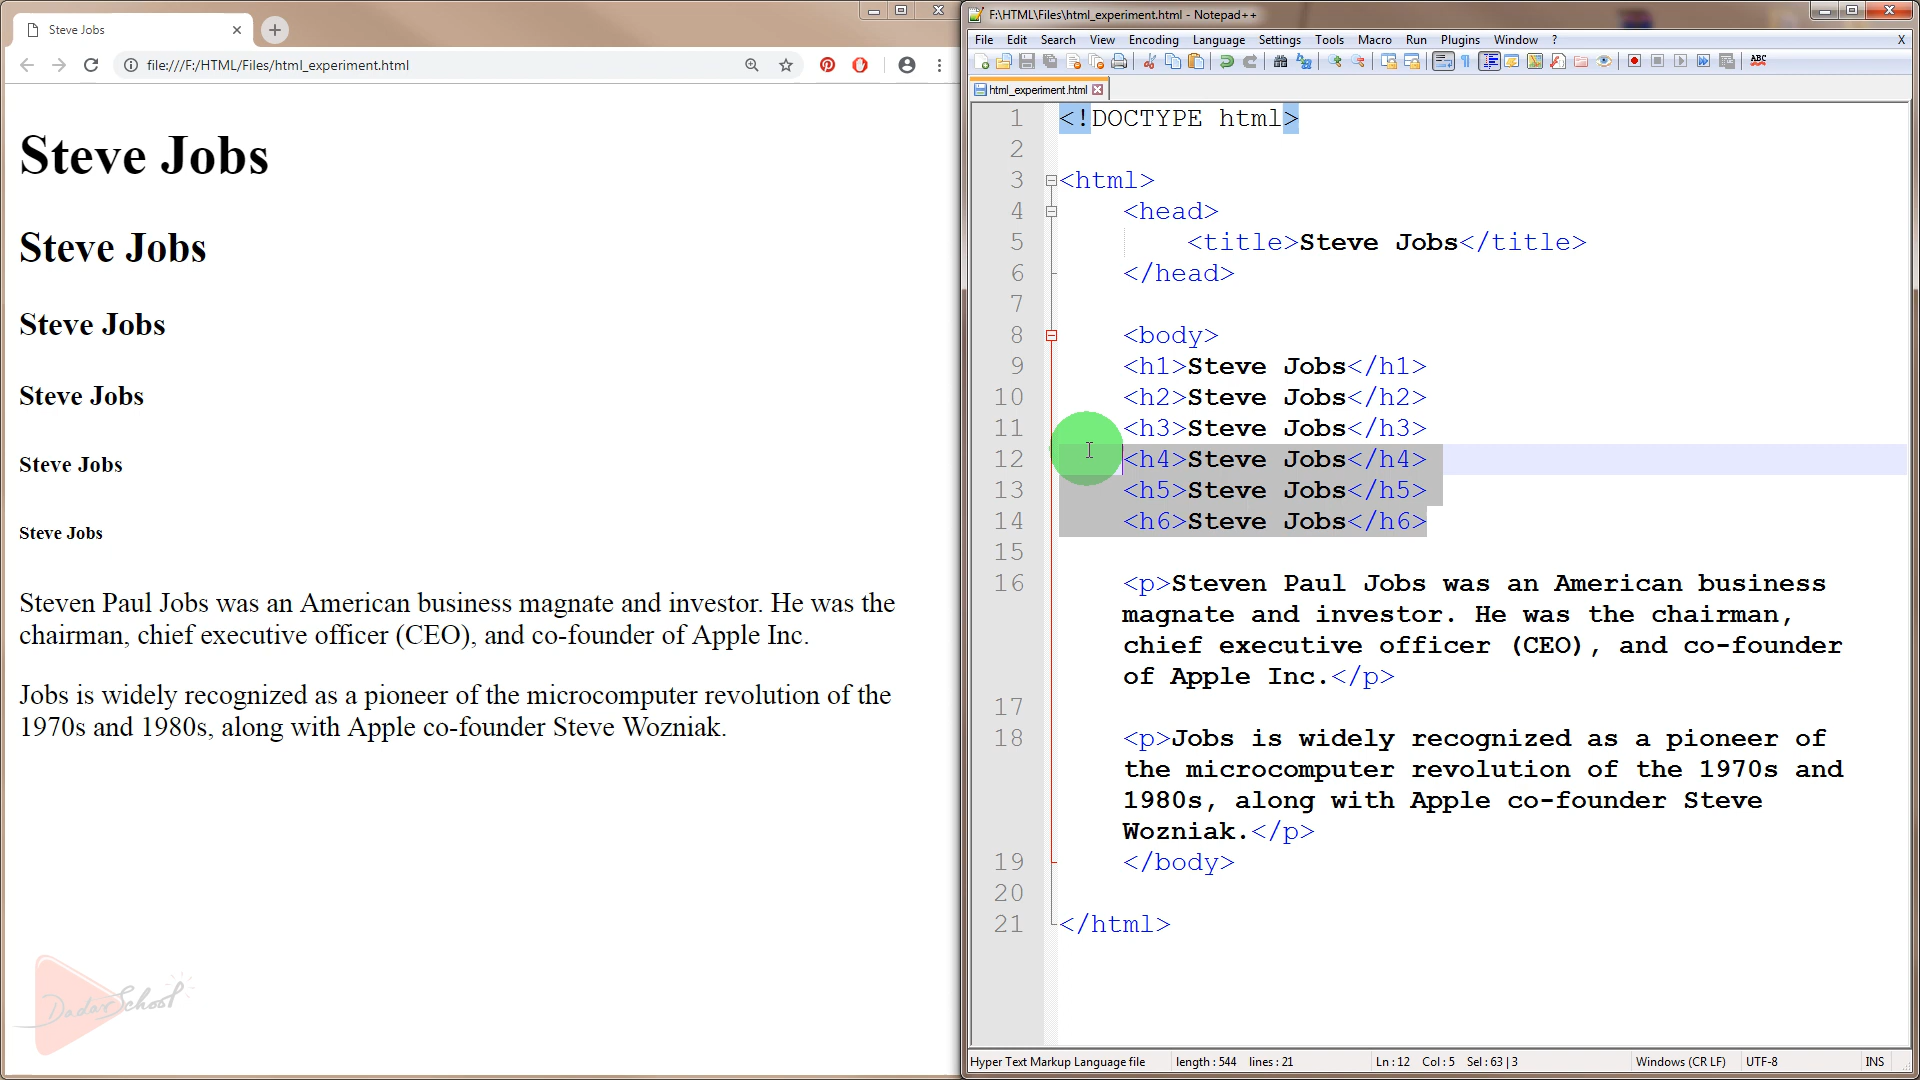 Steve Jobs
file:///F:/HTML/Files/html_experiment.html
Steve Jobs
Steve Jobs
Steve Jobs
Steve Jobs
Steve Jobs
Steve Jobs
Steven Paul Jobs was an American business magnate and investor. He was the
chairman, chief executive officer (CEO), and co-founder of Apple Inc.
Jobs is widely recognized as a pioneer of the microcomputer revolution of the
1970s and 1980s, along with Apple co-founder Steve Wozniak.
DadarSchool
F:\HTML\Files\html_experiment.html - Notepad++
File Edit Search View Encoding Language Settings Tools Macro Run Plugins Window ? X
ABC
html_experiment.html
1 <!DOCTYPE html>
2
3 <html>
4 <head>
5 <title>Steve Jobs</title>
6 </head>
7
8 <body>
9 <h1>Steve Jobs</h1>
10 <h2>Steve Jobs</h2>
11 <h3>Steve Jobs</h3>
12 <h4>Steve Jobs</h4>
13 <h5>Steve Jobs</h5>
14 <h6>Steve Jobs</h6>
15
16 <p>Steven Paul Jobs was an American business
magnate and investor. He was the chairman,
chief executive officer (CEO), and co-founder
of Apple Inc.</p>
17
18 <p>Jobs is widely recognized as a pioneer of
the microcomputer revolution of the 1970s and
1980s, along with Apple co-founder Steve
Wozniak.</p>
19 </body>
20
21 </html>
Hyper Text Markup Language file length : 544 lines : 21 Ln : 12 Col : 5 Sel : 63 | 3 Windows (CR LF) UTF-8 INS